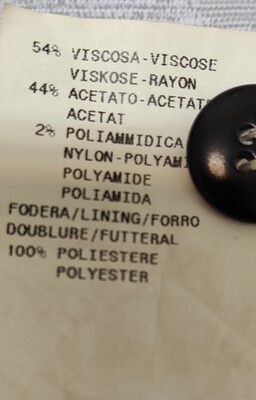 54% VISCOSA-VISCOSE
VISKOSE-RAYON
44% ACETATO-ACETATE
ACETAT
2% POLIAMMIDICA
NYLON-POLYAMI
POLYAMIDE
POLIAMIDA
FODERA/LINING/FORRO
DOUBLURE/FUTTERAL
100% POLIESTERE
POLYESTER